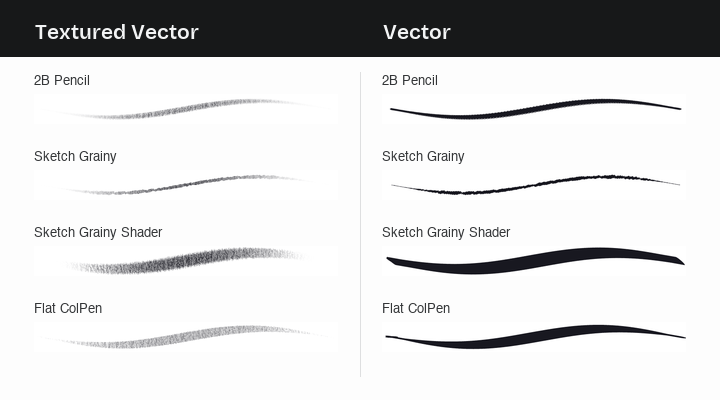 Textured Vector
Vector
2B Pencil
2B Pencil
Sketch Grainy
Sketch Grainy
Sketch Grainy Shader
Sketch Grainy Shader
Flat ColPen
Flat ColPen